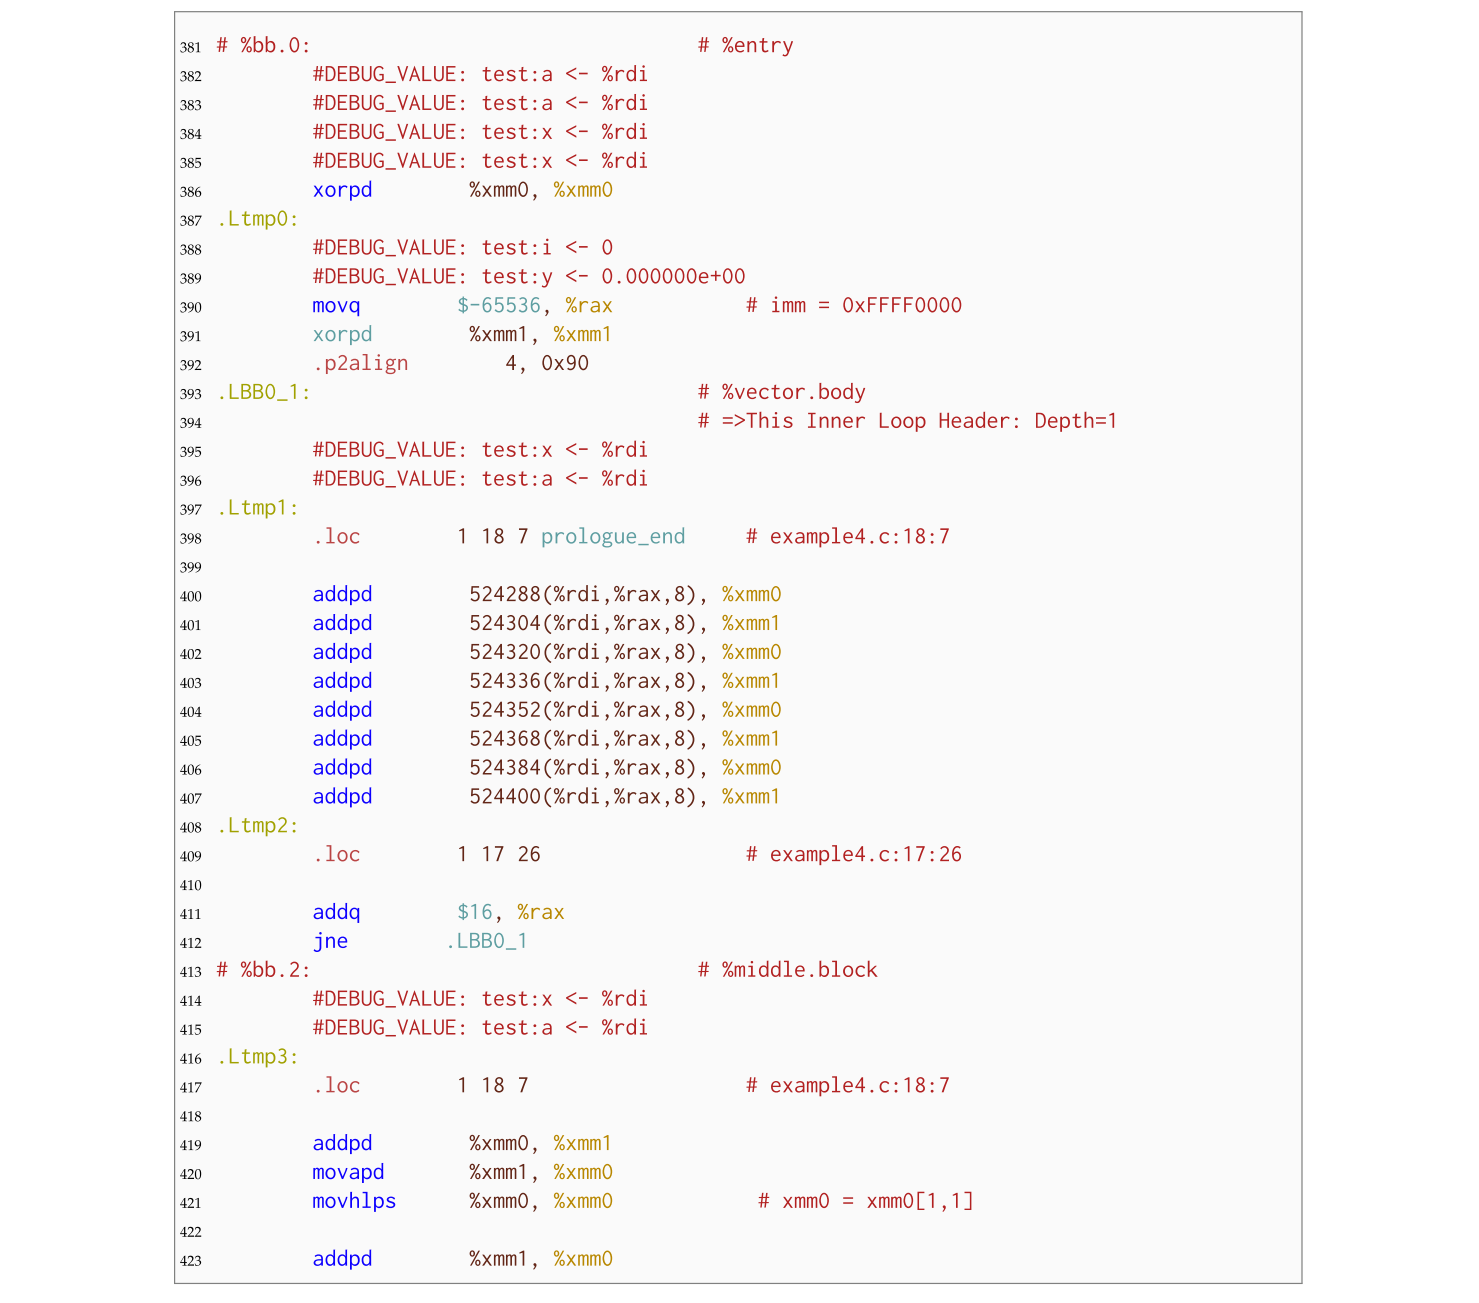 381 # %bb.0:                                # %entry
382         #DEBUG_VALUE: test:a <- %rdi
383         #DEBUG_VALUE: test:a <- %rdi
384         #DEBUG_VALUE: test:x <- %rdi
385         #DEBUG_VALUE: test:x <- %rdi
386         xorpd        %xmm0, %xmm0
387 .Ltmp0:
388         #DEBUG_VALUE: test:i <- 0
389         #DEBUG_VALUE: test:y <- 0.000000e+00
390         movq        $-65536, %rax           # imm = 0xFFFF0000
391         xorpd        %xmm1, %xmm1
392         .p2align        4, 0x90
393 .LBB0_1:                                # %vector.body
394                                         # =>This Inner Loop Header: Depth=1
395         #DEBUG_VALUE: test:x <- %rdi
396         #DEBUG_VALUE: test:a <- %rdi
397 .Ltmp1:
398         .loc        1 18 7 prologue_end     # example4.c:18:7
399
400         addpd        524288(%rdi,%rax,8), %xmm0
401         addpd        524304(%rdi,%rax,8), %xmm1
402         addpd        524320(%rdi,%rax,8), %xmm0
403         addpd        524336(%rdi,%rax,8), %xmm1
404         addpd        524352(%rdi,%rax,8), %xmm0
405         addpd        524368(%rdi,%rax,8), %xmm1
406         addpd        524384(%rdi,%rax,8), %xmm0
407         addpd        524400(%rdi,%rax,8), %xmm1
408 .Ltmp2:
409         .loc        1 17 26                 # example4.c:17:26
410
411         addq        $16, %rax
412         jne        .LBB0_1
413 # %bb.2:                                # %middle.block
414         #DEBUG_VALUE: test:x <- %rdi
415         #DEBUG_VALUE: test:a <- %rdi
416 .Ltmp3:
417         .loc        1 18 7                  # example4.c:18:7
418
419         addpd        %xmm0, %xmm1
420         movapd       %xmm1, %xmm0
421         movhlps      %xmm0, %xmm0            # xmm0 = xmm0[1,1]
422
423         addpd        %xmm1, %xmm0